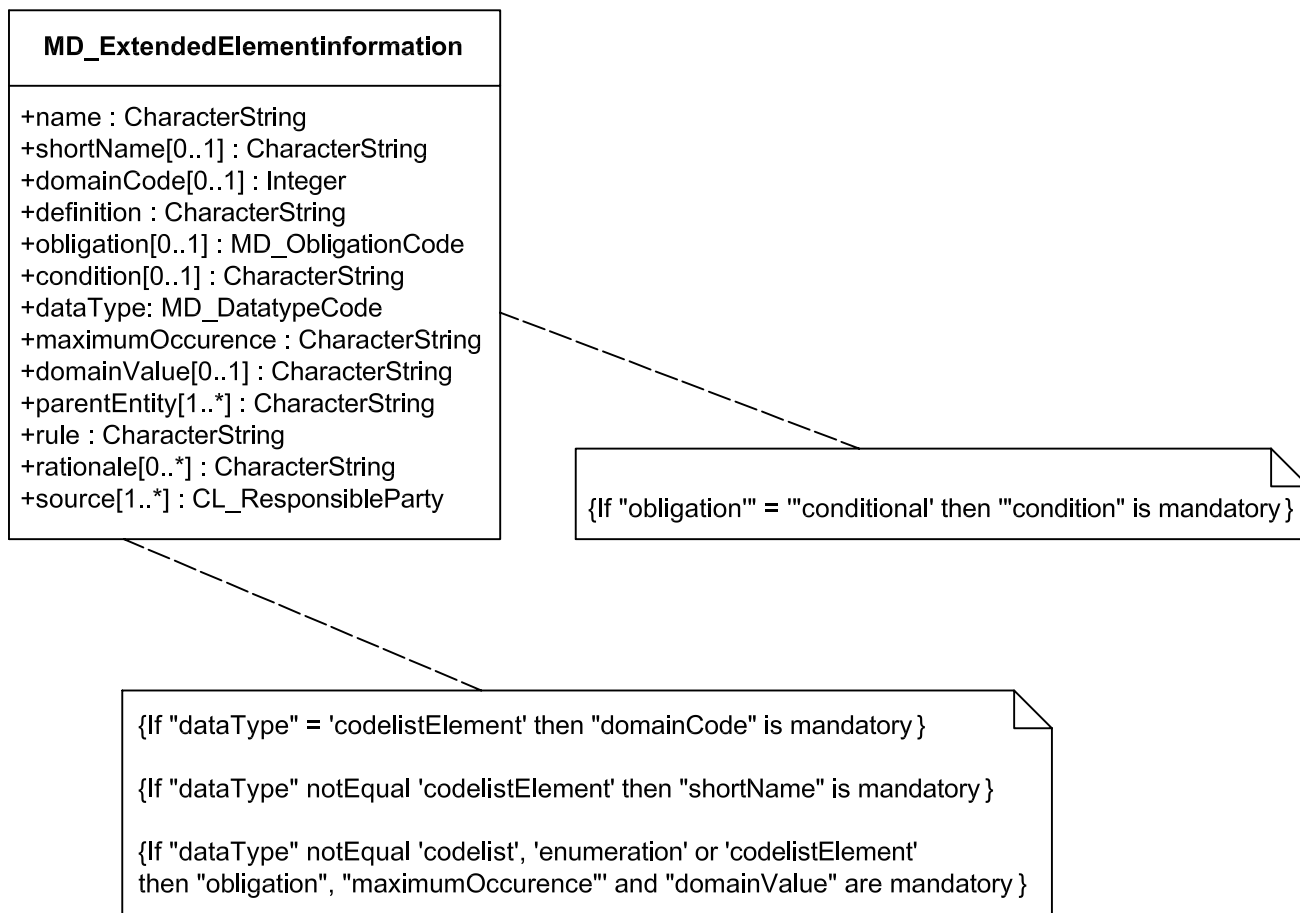 MD_ExtendedElementinformation
+name : CharacterString
+shortName[0..1] : CharacterString
+domainCode[0..1] : Integer
+definition : CharacterString
+obligation[0..1] : MD_ObligationCode
+condition[0..1] : CharacterString
+dataType: MD_DatatypeCode
+maximumOccurence : CharacterString
+domainValue[0..1] : CharacterString
+parentEntity[1..*] : CharacterString
+rule : CharacterString
+rationale[0..*] : CharacterString
+source[1..*] : CL_ResponsibleParty
{If "obligation'" = '"conditional' then '"condition" is mandatory}
{If "dataType" = 'codelistElement' then "domainCode" is mandatory}
{If "dataType" notEqual 'codelistElement' then "shortName" is mandatory}
{If "dataType" notEqual 'codelist', 'enumeration' or 'codelistElement'
then "obligation", "maximumOccurence"' and "domainValue" are mandatory}